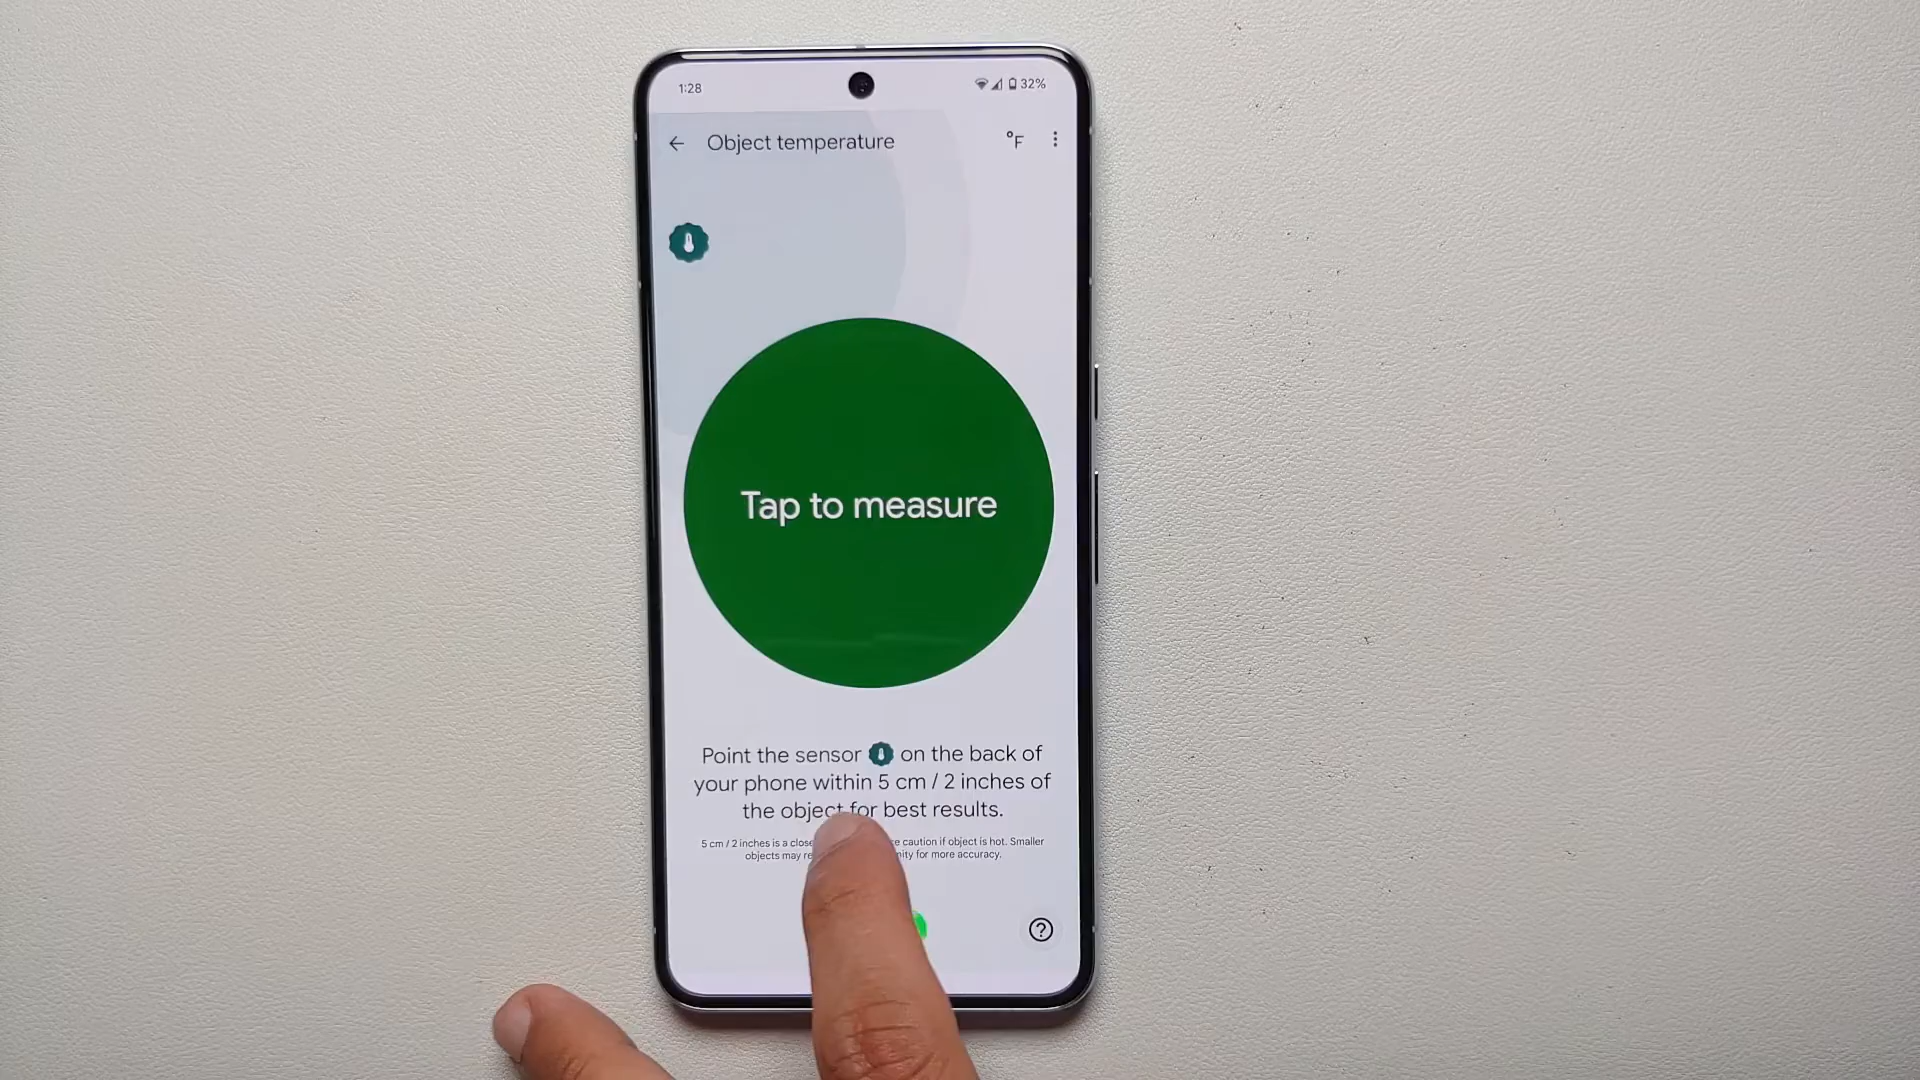 1:28
32%
Object temperature
°F
Tap to measure
Point the sensor on the back of
your phone within 5 cm / 2 inches of
the object for best results.
5 cm / 2 inches is a close caution if object is hot. Smaller
objects may for more accuracy.